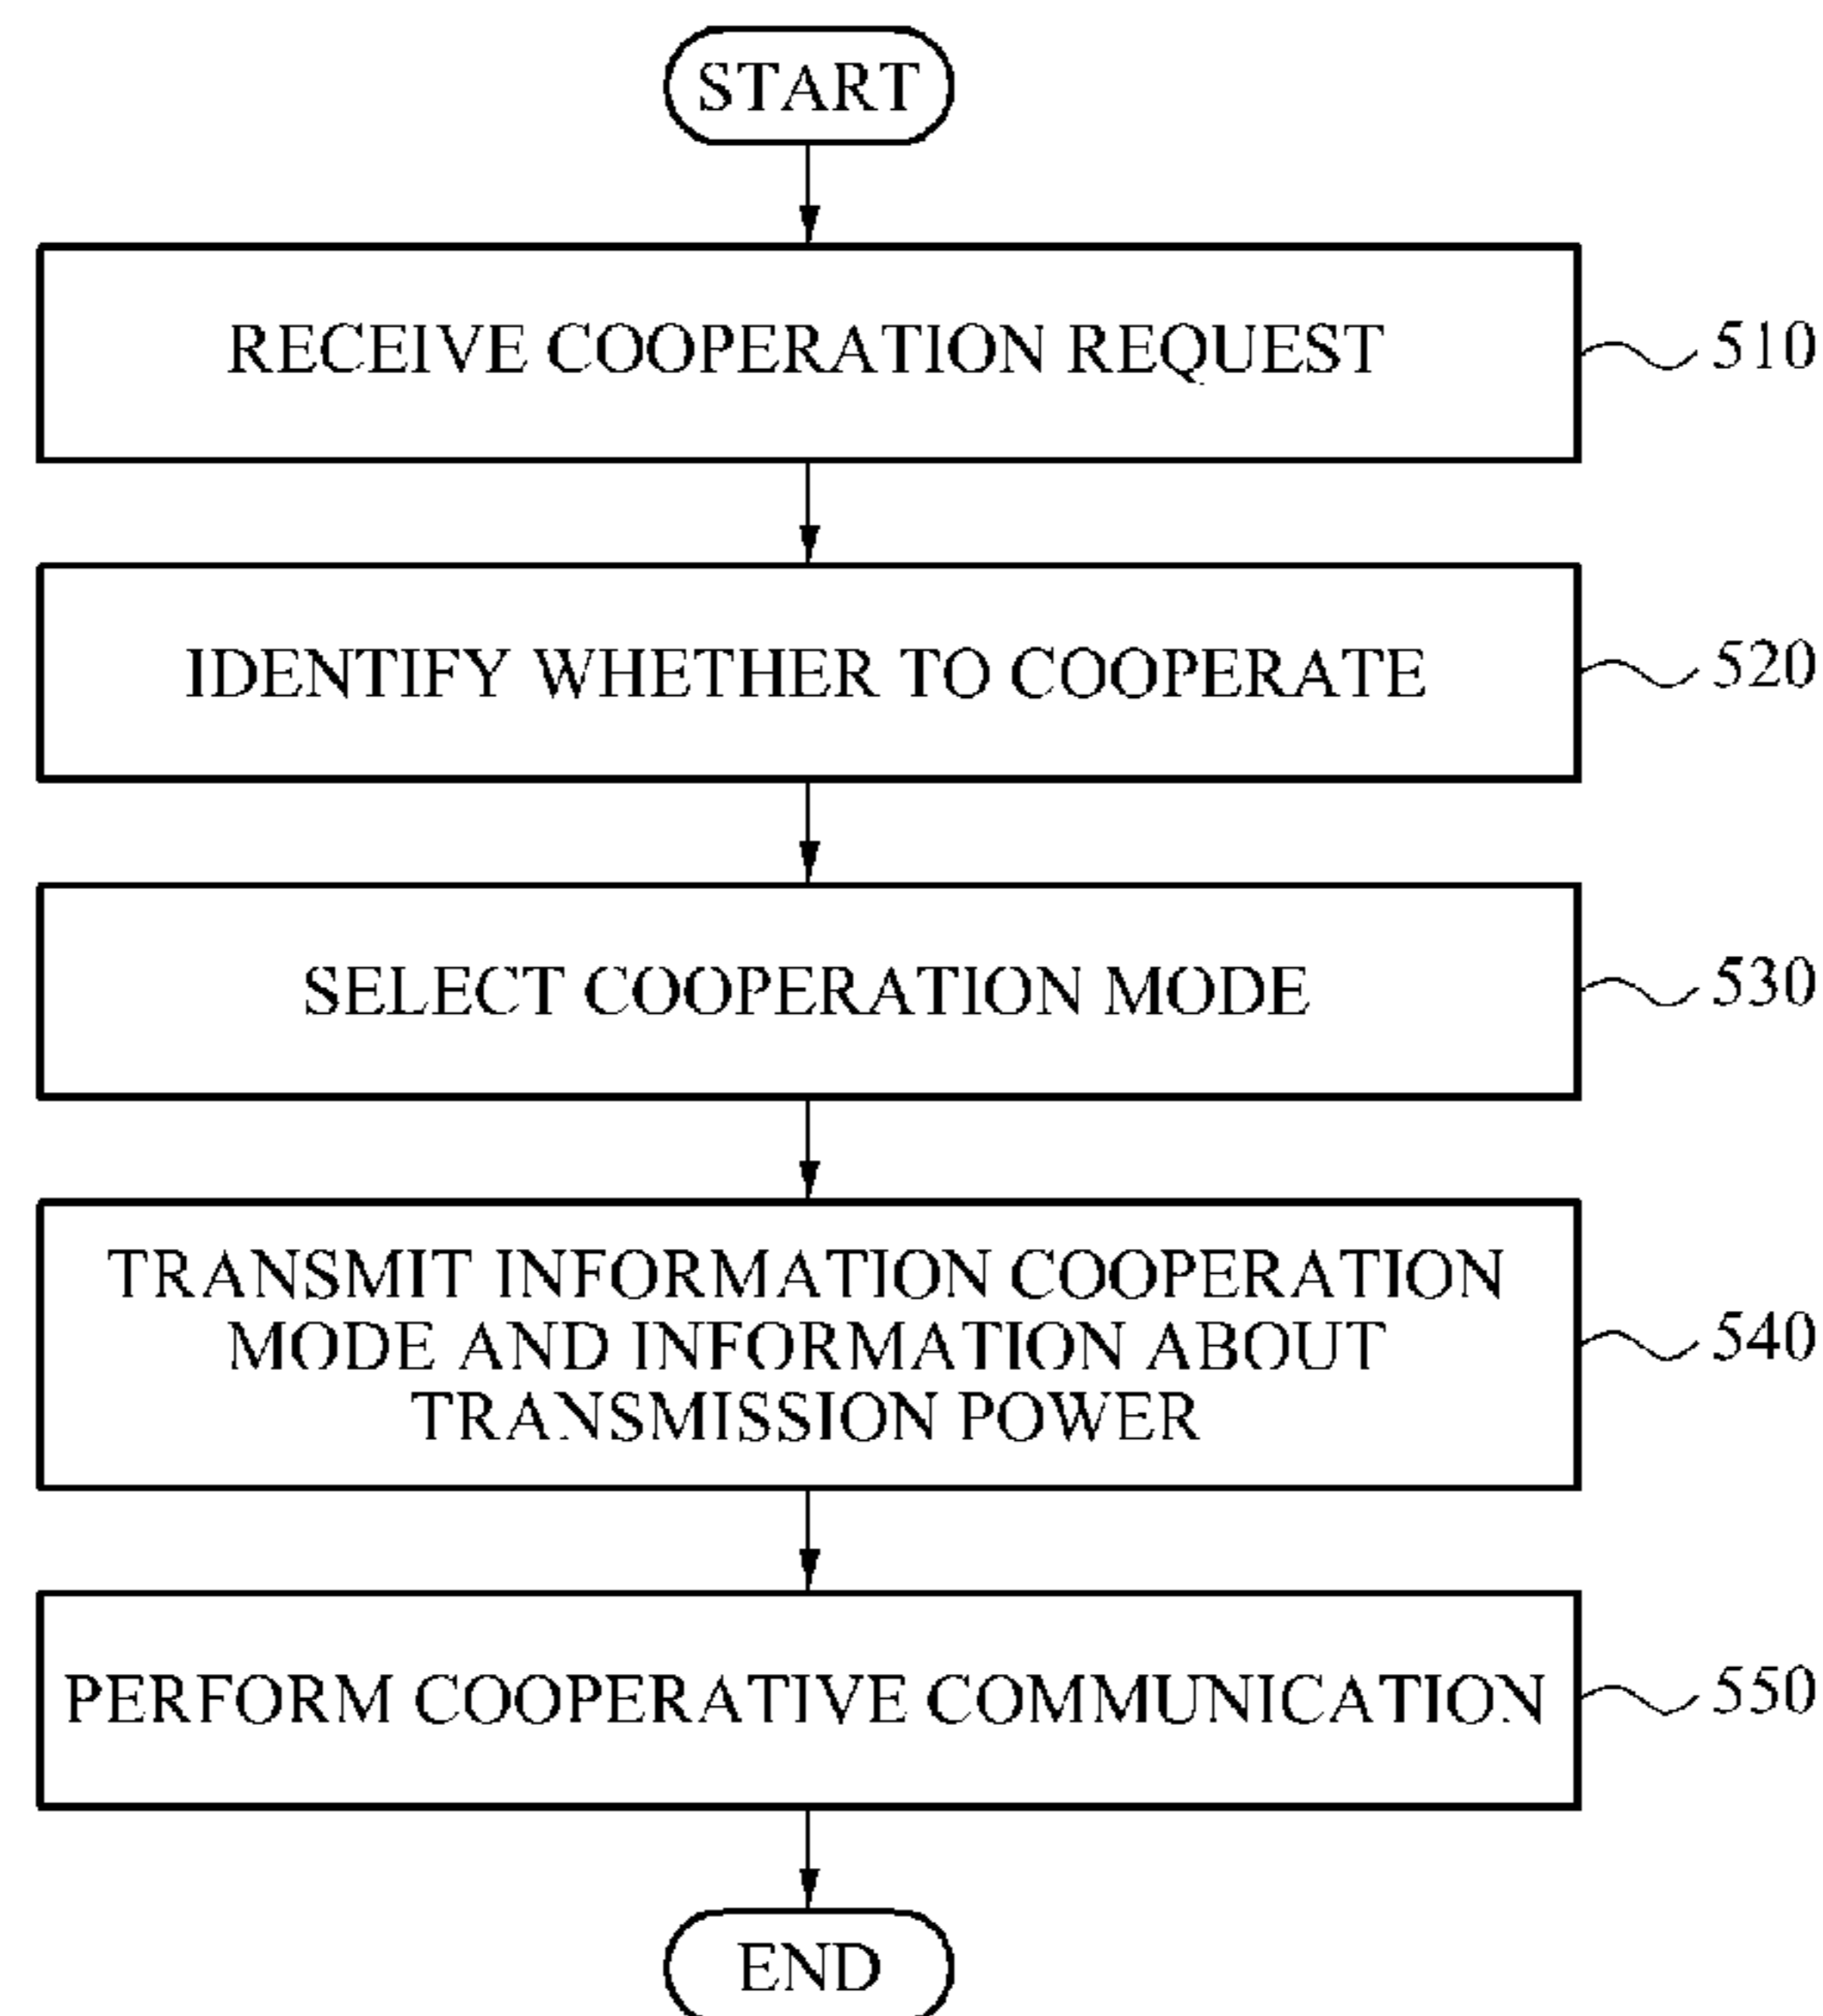 START
RECEIVE COOPERATION REQUEST
510
IDENTIFY WHETHER TO COOPERATE
520
SELECT COOPERATION MODE
530
TRANSMIT INFORMATION COOPERATION
MODE AND INFORMATION ABOUT
TRANSMISSION POWER
540
PERFORM COOPERATIVE COMMUNICATION
550
END